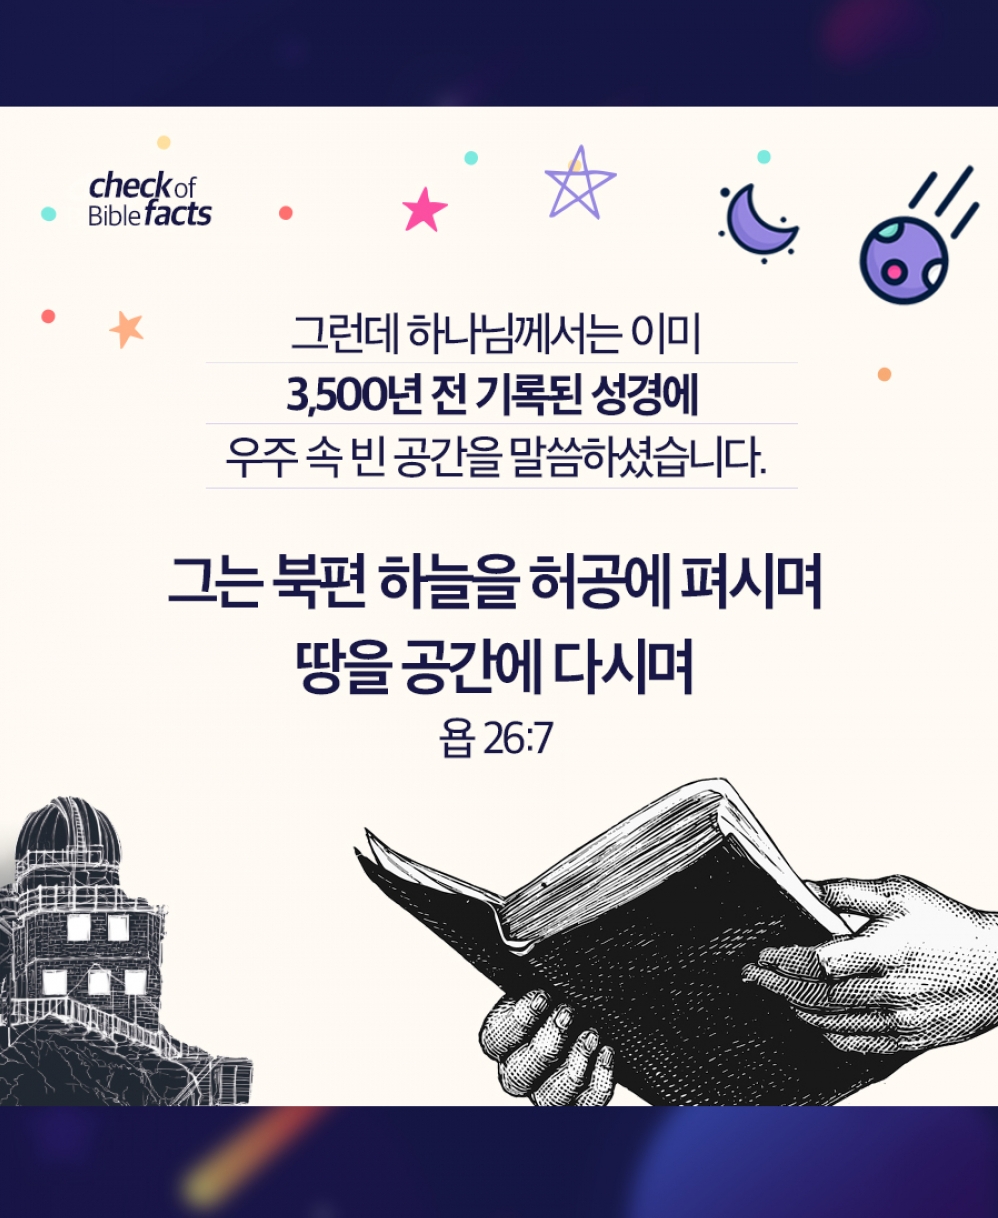 check of
Bible facts
그런데 하나님께서는 이미
3,500년 전 기록된 성경에
우주 속 빈 공간을 말씀하셨습니다.
그는 북편 하늘을 허공에 펴시며
땅을 공간에 다시며
욥 26:7